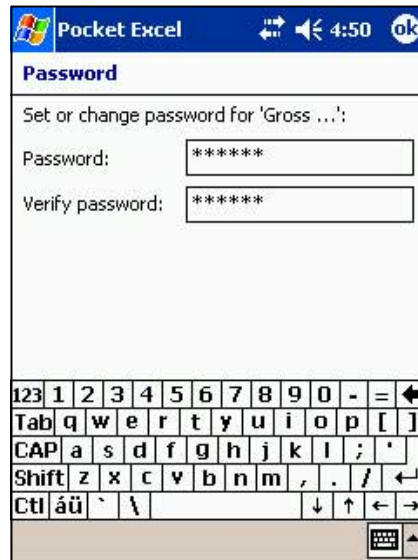 Pocket Excel 4:50 ok
Password
Set or change password for 'Gross ...':
Password: ******
Verify password: ******
123 1 2 3 4 5 6 7 8 9 0 - = ←
Tab q w e r t y u i o p [ ]
CAP a s d f g h j k l ; '
Shift z x c v b n m , . / ↵
Ctl áü ` \ ↓ ↑ ← →